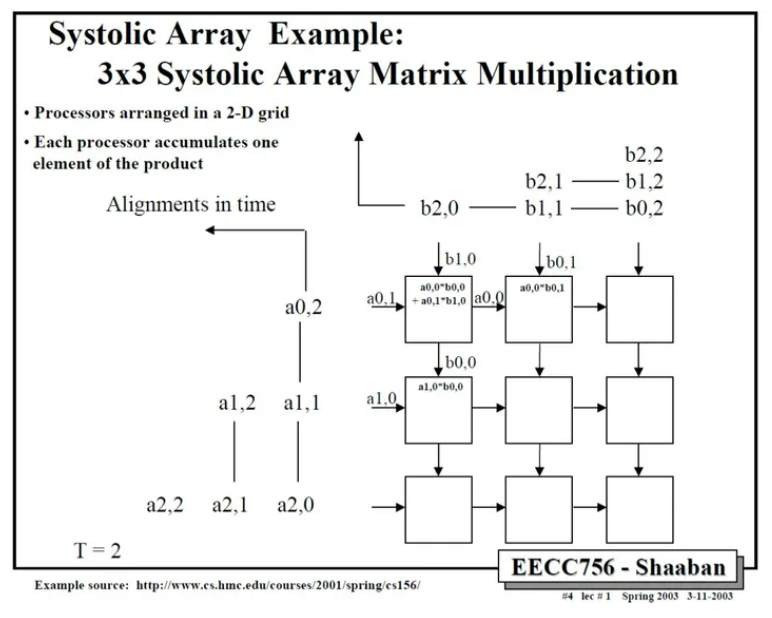 Systolic Array Example:
3x3 Systolic Array Matrix Multiplication
• Processors arranged in a 2-D grid
• Each processor accumulates one
element of the product
Alignments in time
b2,2
b2,1 b1,2
b2,0 b1,1 b0,2
b1,0 b0,1
a0,2
a0,1
a0,0*b0,0
+ a0,1*b1,0
a0,0
a0,0*b0,1
b0,0
a1,2 a1,1
a1,0
a1,0*b0,0
a2,2 a2,1 a2,0
T = 2
EECC756 - Shaaban
Example source: http://www.cs.hmc.edu/courses/2001/spring/cs156/
#4 lec # 1 Spring 2003 3-11-2003